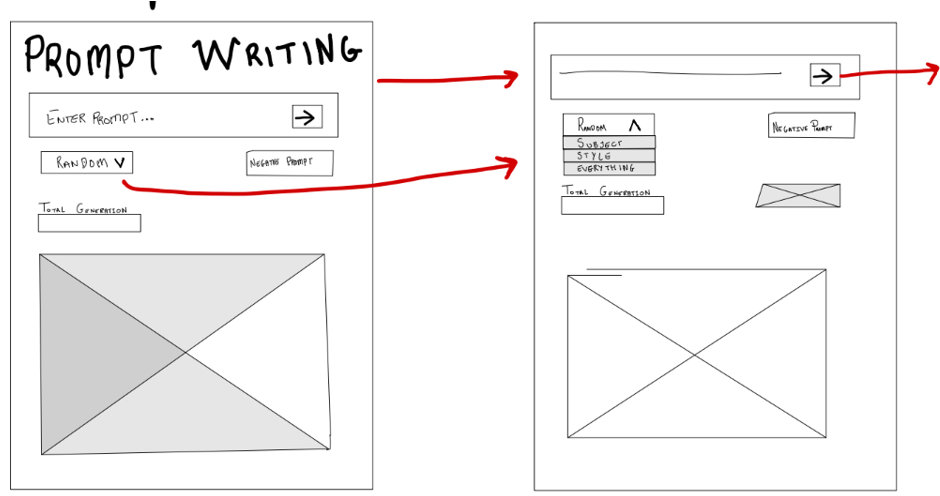 PROMPT WRITING
ENTER PROMPT...
RANDOM
NEGATIVE PROMPT
TOTAL GENERATION
RANDOM
SUBJECT
STYLE
EVERYTHING
NEGATIVE PROMPT
TOTAL GENERATION